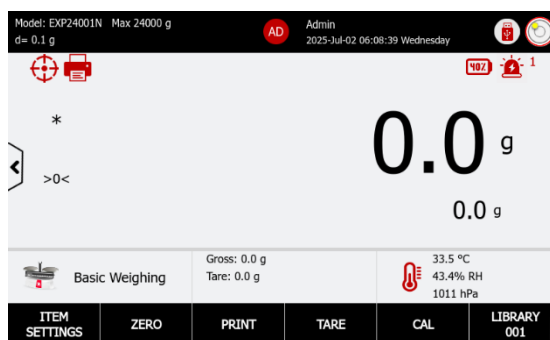 Model: EXP24001N Max 24000 g
d= 0.1 g
AD
Admin
2025-Jul-02 06:08:39 Wednesday
40%
1
*
0.0 g
>0<
0.0 g
Basic Weighing
Gross: 0.0 g
Tare: 0.0 g
33.5 ºC
43.4% RH
1011 hPa
ITEM
SETTINGS
ZERO
PRINT
TARE
CAL
LIBRARY
001